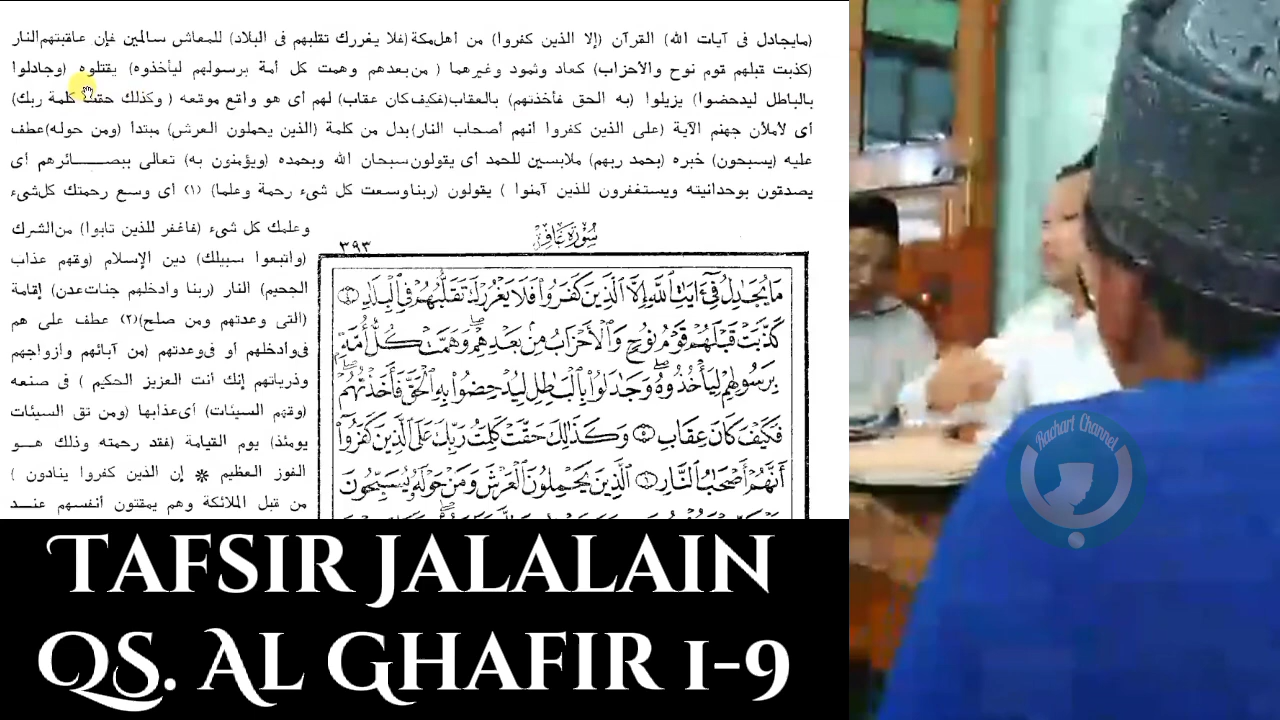 (مايجادل فى آيات الله) القرآن (إلا الذين كفروا) من أهل مكة (فلا يغررك تقلبهم فى البلاد) للمعاش سالمين فإن عاقبتهم النار
(كذبت قبلهم قوم نوح والأحزاب) كعاد وثمود وغيرهما (من بعدهم وهمت كل أمة برسولهم ليأخذوه) يقتلوه (وجادلوا
بالباطل ليدحضوا) يزيلوا (به الحق فأخذتهم) بالعقاب (فكيف كان عقاب) لهم أى هو واقع موقعه (وكذلك حقت كلمة ربك)
أى لأملأن جهنم الآية (على الذين كفروا أنهم أصحاب النار) بدل من كلمة (الذين يحملون العرش) مبتدأ (ومن حوله) عطف
عليه (يسبحون) خبره (بحمد ربهم) ملابسين للحمد أى يقولون سبحان الله وبحمده (ويؤمنون به) تعالى ببصائرهم أى
يصدقون بوحدانيته ويستغفرون للذين آمنوا ) يقولون (ربنا وسعت كل شىء رحمة وعلما) (١) أى وسع رحمتك كل شىء
وعلمك كل شىء (فاغفر للذين تابوا) من الشرك
(واتبعوا سبيلك) دين الإسلام (وقهم عذاب
الجحيم) النار (ربنا وادخلهم جنات عدن) إقامة
(التى وعدتهم ومن صلح)(٢) عطف على هم
فى وادخلهم أو فى وعدتهم (من آبائهم وازواجهم
وذرياتهم إنك أنت العزيز الحكيم ) فى صنعه
(وقهم السيئات) أى عذابها (ومن تق السيئات
يومئذ) يوم القيامة (فقد رحمته وذلك هو
الفوز العظيم * إن الذين كفروا ينادون )
من قبل الملائكة وهم يمقتون أنفسهم عند
سورة غافر
٣٩٣
مَا يُجَادِلُ فِىٓ ءَايَٰتِ ٱللَّهِ إِلَّا ٱلَّذِينَ كَفَرُوا۟ فَلَا يَغْرُرْكَ تَقَلُّبُهُمْ فِى ٱلْبِلَٰدِ ٤
كَذَّبَتْ قَبْلَهُمْ قَوْمُ نُوحٍ وَٱلْأَحْزَابُ مِنۢ بَعْدِهِمْ وَهَمَّتْ كُلُّ أُمَّةٍۭ
بِرَسُولِهِمْ لِيَأْخُذُوهُ وَجَٰدَلُوا۟ بِٱلْبَٰطِلِ لِيُدْحِضُوا۟ بِهِ ٱلْحَقَّ فَأَخَذْتُهُمْ
فَكَيْفَ كَانَ عِقَابِ ٥ وَكَذَٰلِكَ حَقَّتْ كَلِمَتُ رَبِّكَ عَلَى ٱلَّذِينَ كَفَرُوٓا۟
أَنَّهُمْ أَصْحَٰبُ ٱلنَّارِ ٦ ٱلَّذِينَ يَحْمِلُونَ ٱلْعَرْشَ وَمَنْ حَوْلَهُۥ يُسَبِّحُونَ
TAFSIR JALALAIN
QS. AL GHAFIR 1-9
Rachart Channel